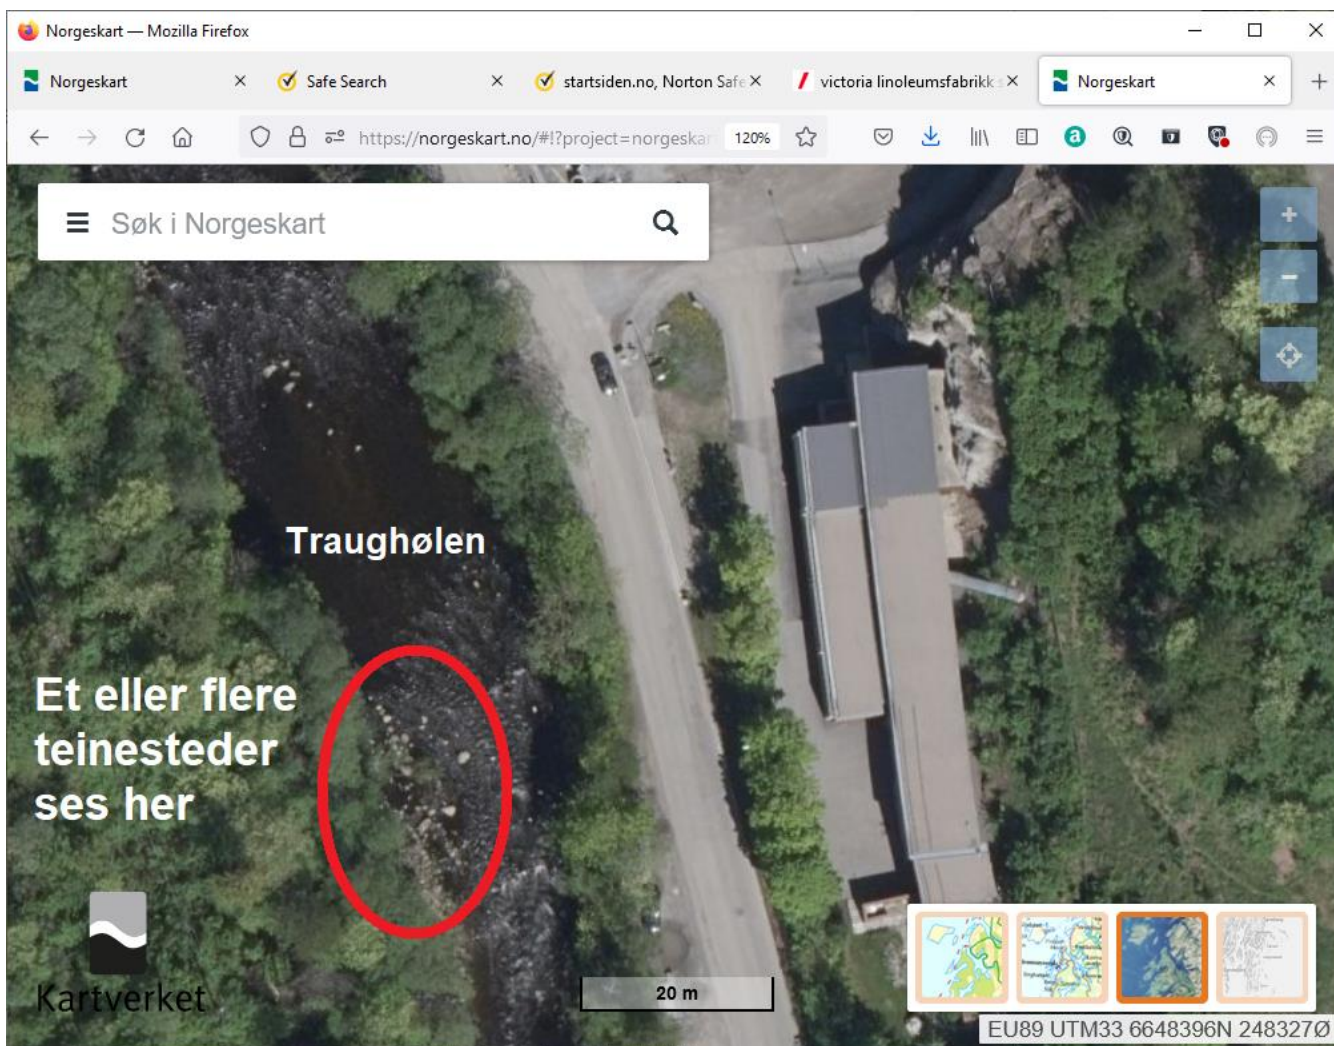 Norgeskart — Mozilla Firefox
Norgeskart
Safe Search
startsiden.no, Norton Safe
victoria linoleumsfabrikk s
Norgeskart
https://norgeskart.no/#!?project=norgeskar
120%
Søk i Norgeskart
Traughølen
Et eller flere
teinesteder
ses her
Kartverket
20 m
EU89 UTM33 6648396N 248327Ø